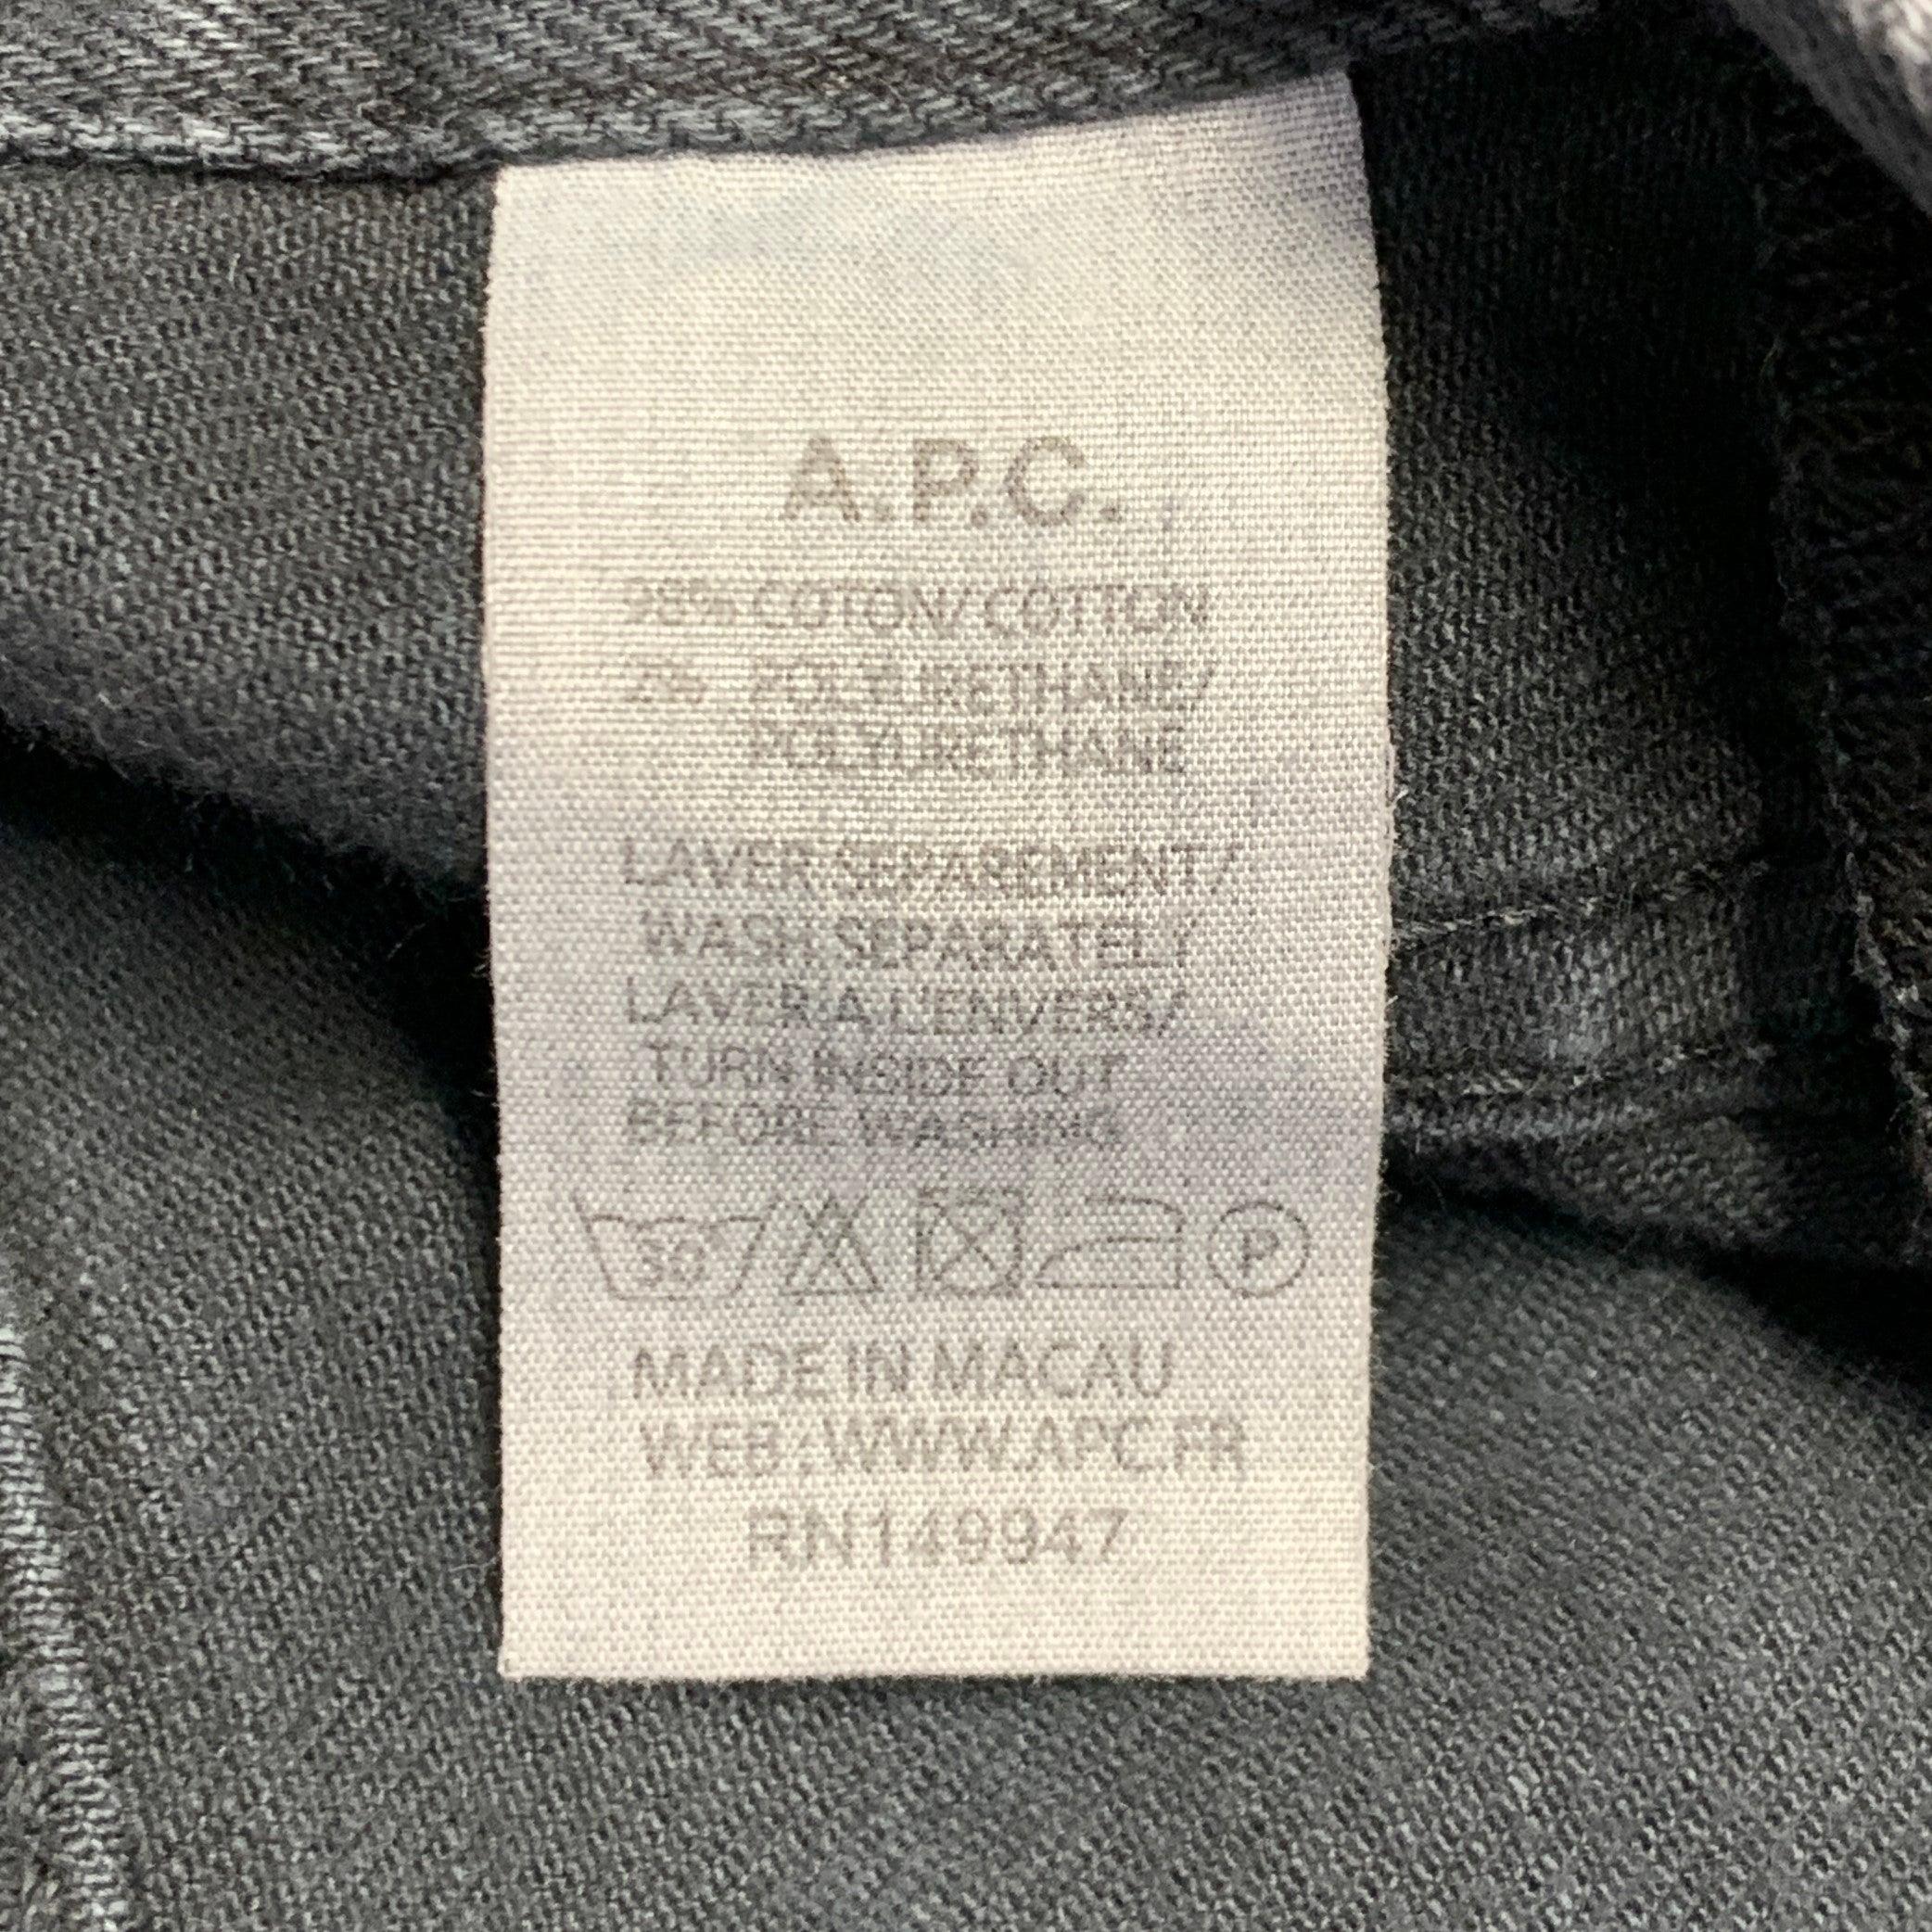 A.P.C.
98% COTON/COTTON
2% POLYURETHANE/
POLYURETHANE
LAVER SEPAREMENT/
WASH SEPARATELY
LAVER A L'ENVERS/
TURN INSIDE OUT
BEFORE WASHING
30°
P
MADE IN MACAU
WEB.:WWW.APC.FR
RN149947